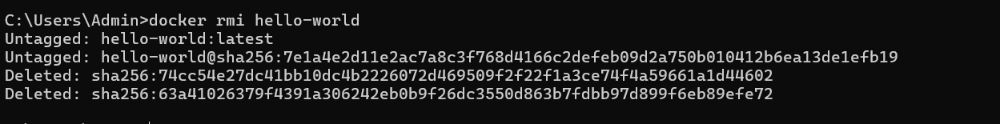 C:\Users\Admin>docker rmi hello-world
Untagged: hello-world:latest
Untagged: hello-world@sha256:7e1a4e2d11e2ac7a8c3f768d4166c2defeb09d2a750b010412b6ea13de1efb19
Deleted: sha256:74cc54e27dc41bb10dc4b2226072d469509f2f22f1a3ce74f4a59661a1d44602
Deleted: sha256:63a41026379f4391a306242eb0b9f26dc3550d863b7fdbb97d899f6eb89efe72